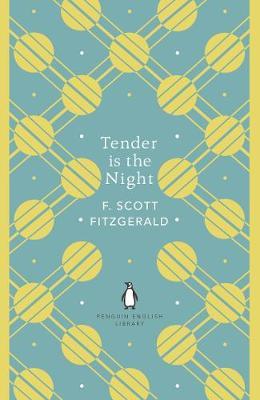 Tender
is the
Night
F. SCOTT
FITZGERALD
PENGUIN ENGLISH
LIBRARY